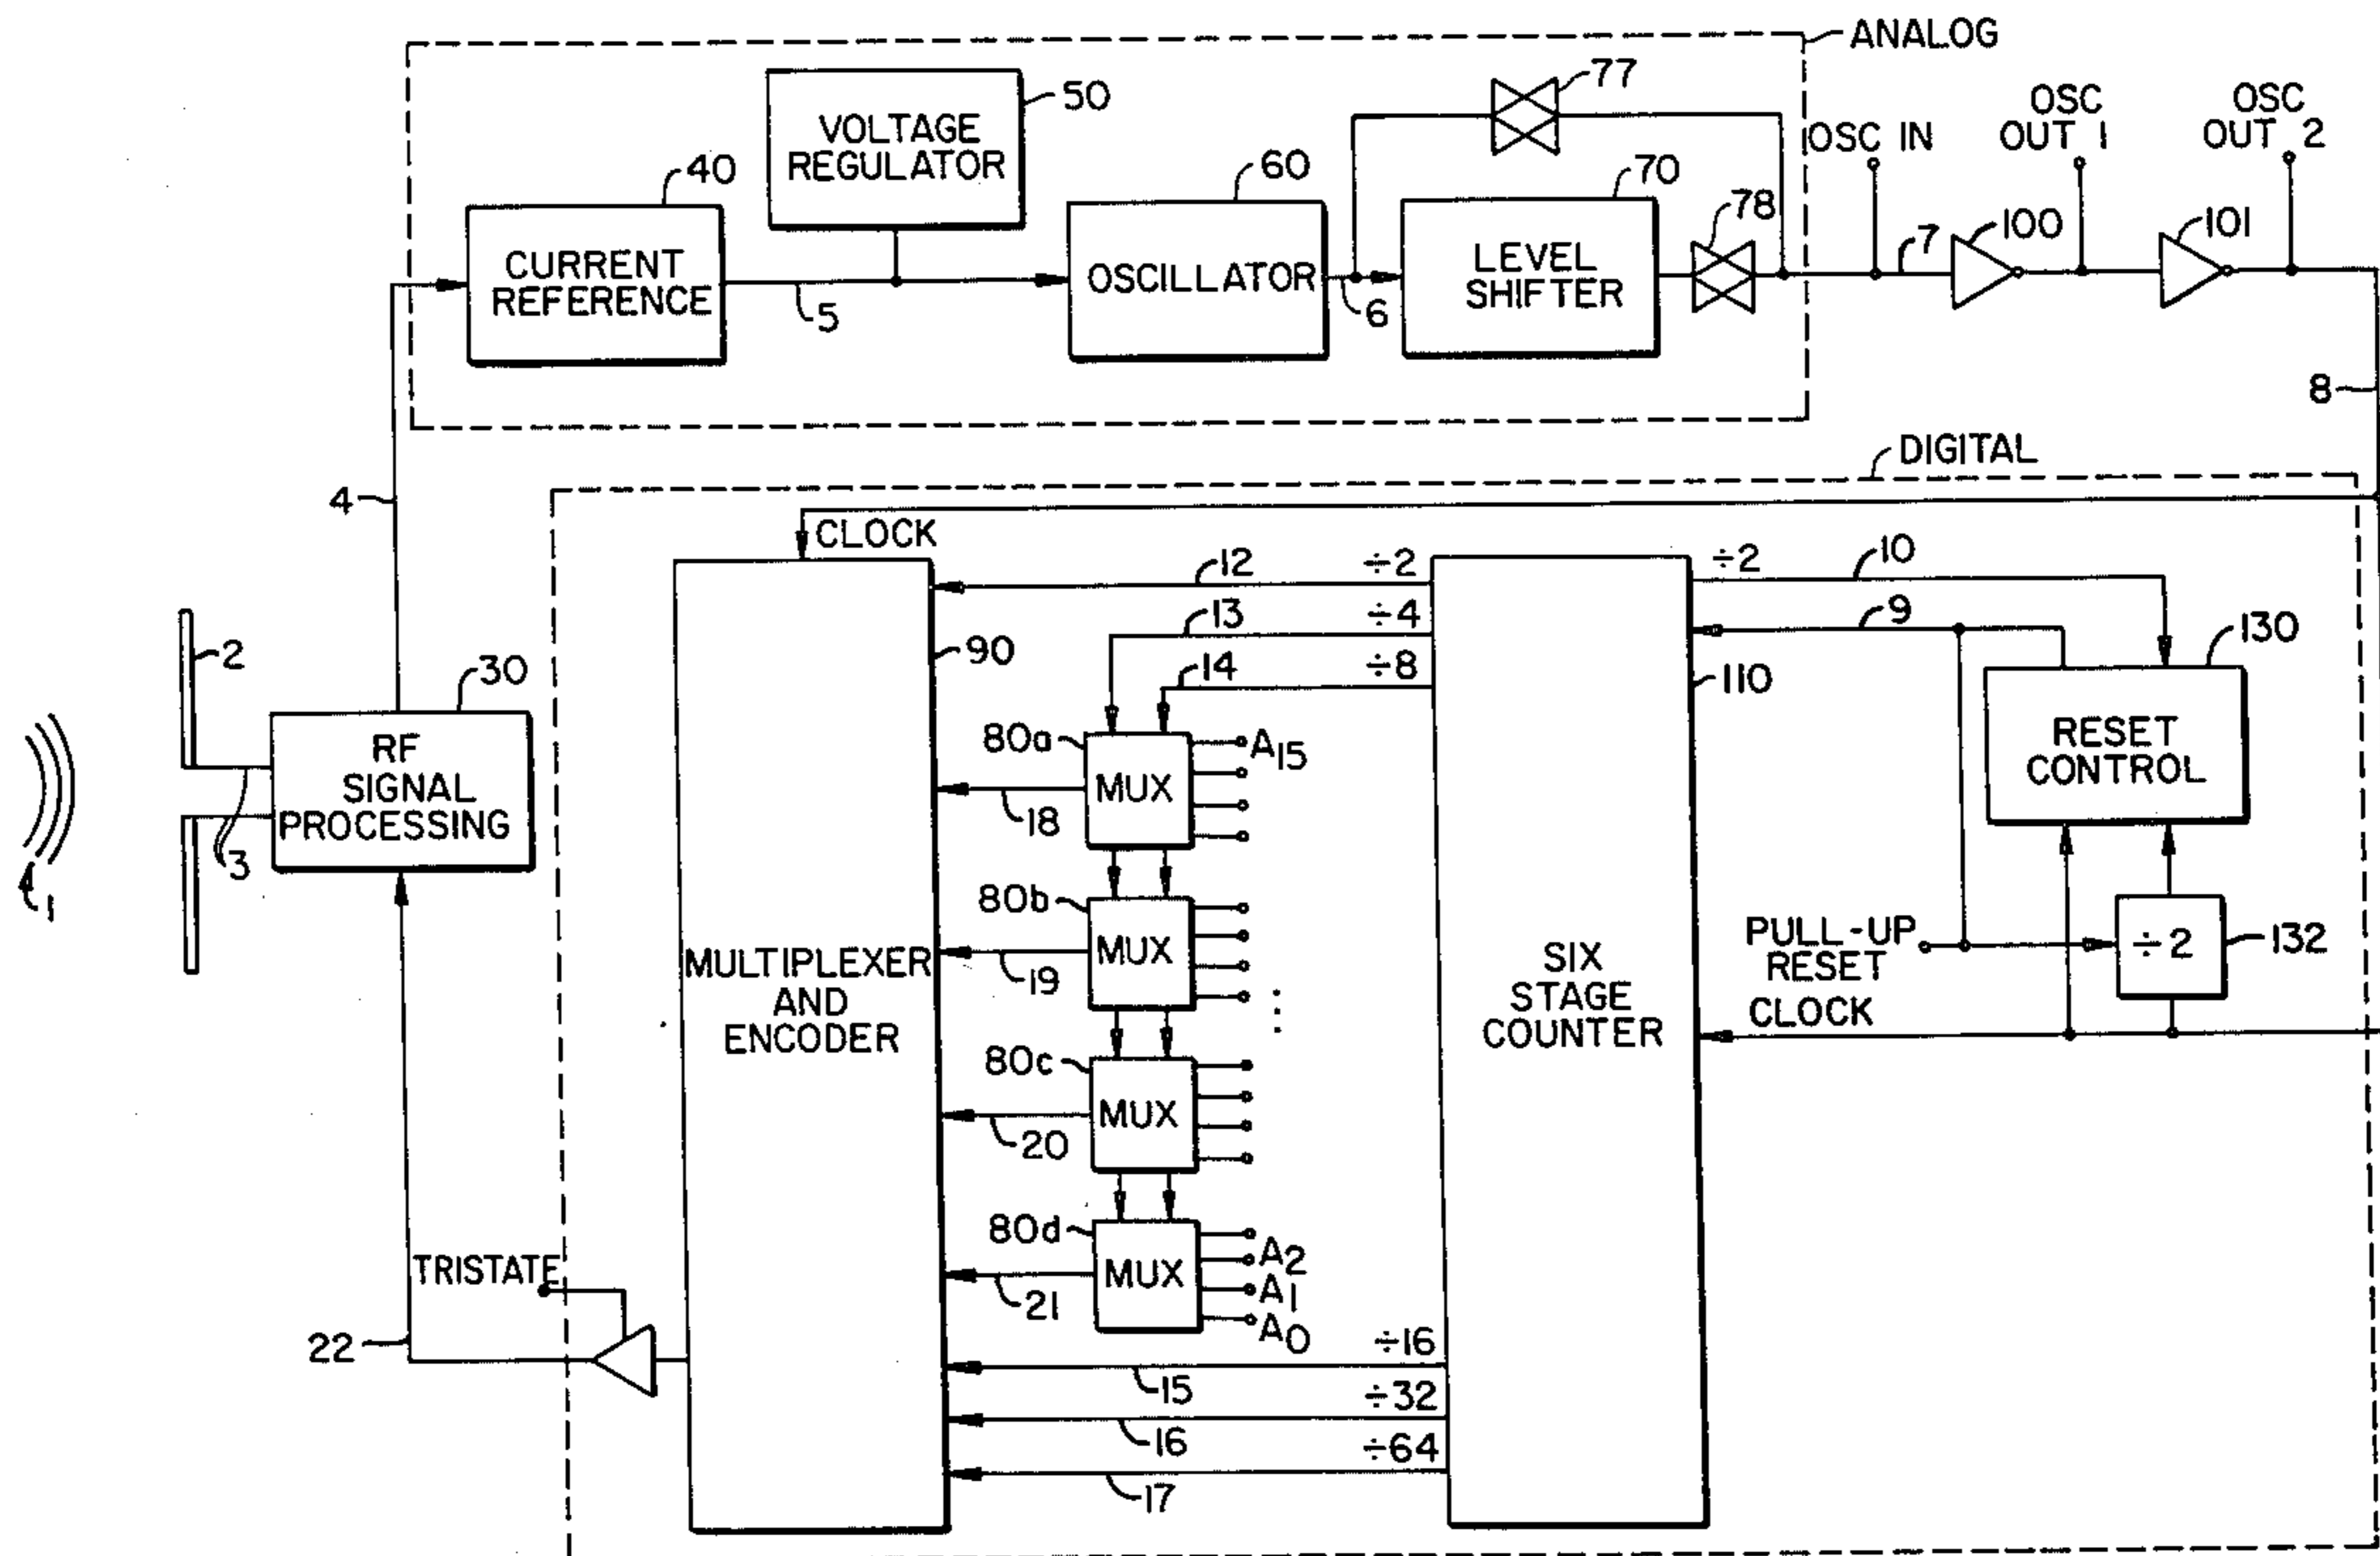 ANALOG
77
50
VOLTAGE
REGULATOR
OSC IN
OSC
OUT 1
OSC
OUT 2
40
60
70
78
7
100
101
CURRENT
REFERENCE
5
OSCILLATOR
6
LEVEL
SHIFTER
8
DIGITAL
4
CLOCK
12
÷2
÷2
10
13
÷4
9
130
2
90
14
÷8
110
30
RF
SIGNAL
PROCESSING
3
1
80a
MUX
A15
18
RESET
CONTROL
80b
MUX
19
PULL-UP
RESET
÷2
132
MULTIPLEXER
AND
ENCODER
SIX
STAGE
COUNTER
CLOCK
80c
MUX
20
80d
MUX
A2
A1
A0
21
TRISTATE
22
÷16
15
÷32
16
÷64
17